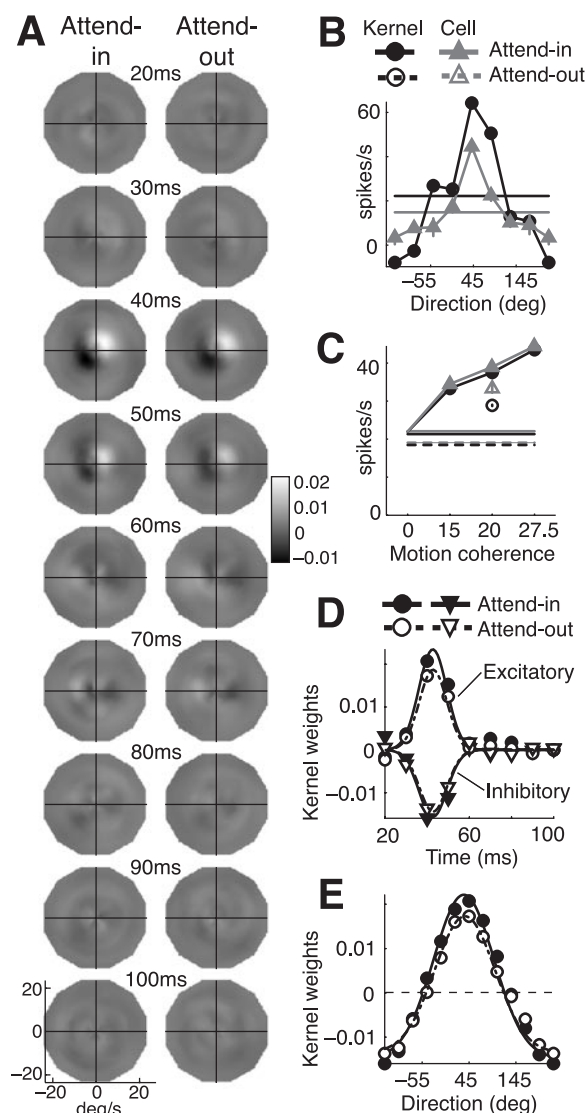 A
Attend-in
Attend-out
20ms
30ms
40ms
50ms
60ms
70ms
80ms
90ms
100ms
0.02
0.01
0
−0.01
20
0
−20
−20 0 20
deg/s
B
Kernel Cell
Attend-in
Attend-out
60
0
spikes/s
−55 45 145
Direction (deg)
C
40
0
spikes/s
0 15 20 27.5
Motion coherence
D
Attend-in
Attend-out
Excitatory
Inhibitory
0.01
0
−0.01
Kernel weights
20 60 100
Time (ms)
E
0.01
0
−0.01
Kernel weights
−55 45 145
Direction (deg)